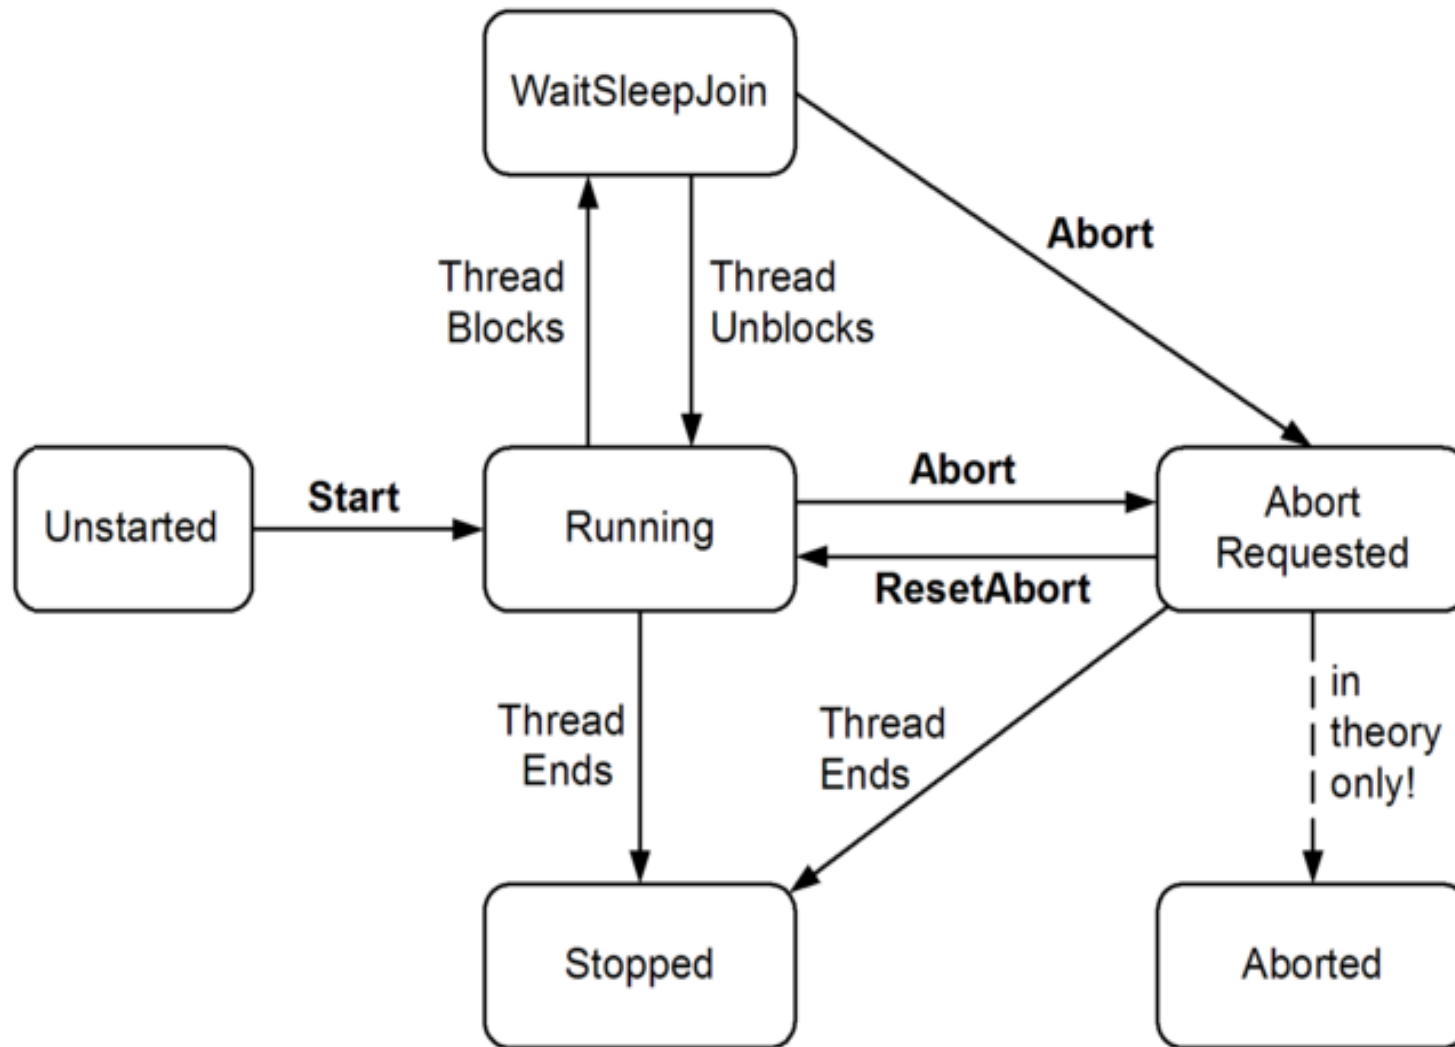 WaitSleepJoin
Abort
Thread
Blocks
Thread
Unblocks
Unstarted
Start
Running
Abort
ResetAbort
Abort
Requested
Thread
Ends
Thread
Ends
in
theory
only!
Stopped
Aborted